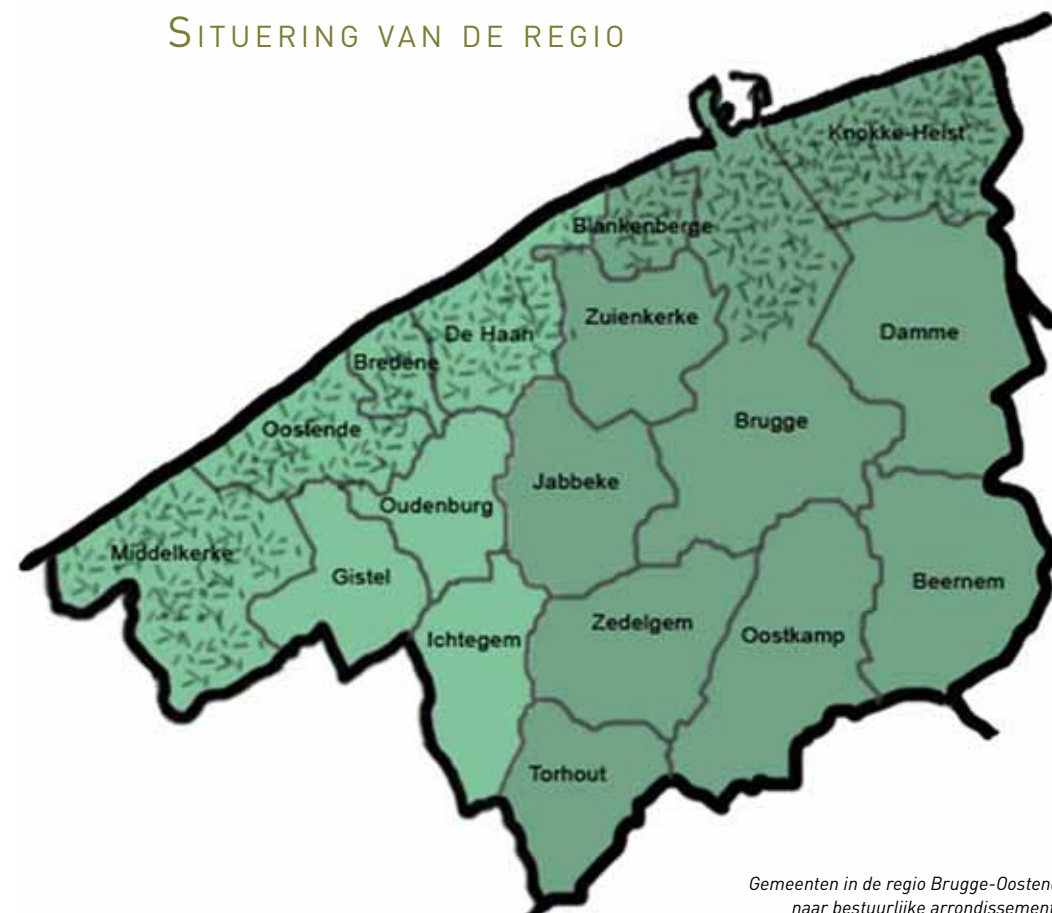 SITUERING VAN DE REGIO
Knokke-Heist
Blankenberge
Zuienkerke
Damme
De Haan
Bredene
Brugge
Oostende
Jabbeke
Oudenburg
Middelkerke
Gistel
Beernem
Zedelgem
Oostkamp
Ichtegem
Torhout
Gemeenten in de regio Brugge-Oosten
naar bestuurlijke arrondissement